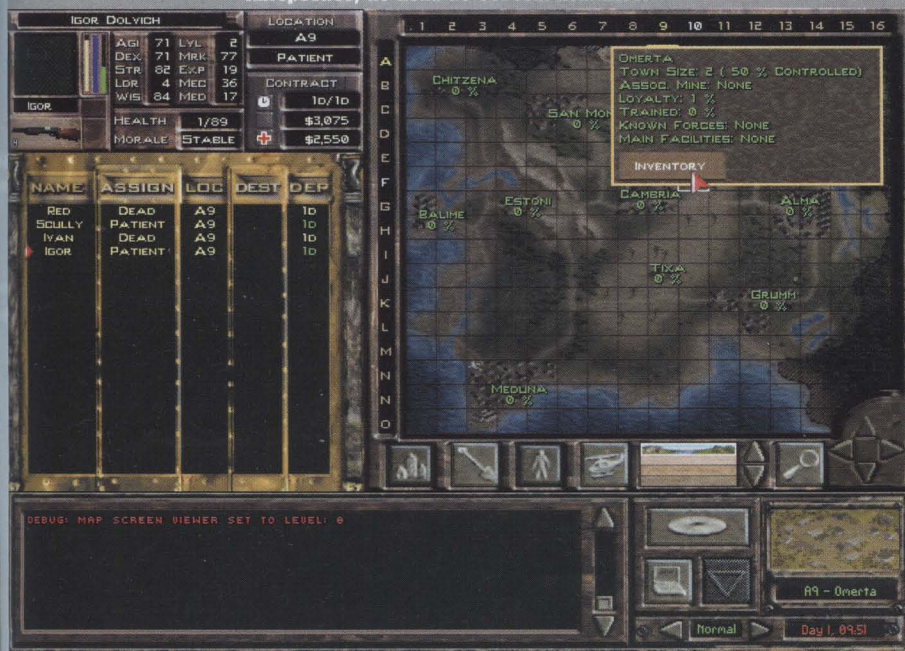 IGOR DOLVICH
IGOR
AGI 71 LVL 2
DEX 71 MRK 77
STR 82 EXP 19
LDR 4 MEC 36
WIS 84 MED 17
HEALTH 1/89
MORALE STABLE
LOCATION
A9
PATIENT
CONTRACT
1D/1D
$3,075
$2,550
NAME ASSIGN LOC DEST DEP
RED DEAD A9 1D
SCULLY PATIENT A9 1D
IVAN DEAD A9 1D
IGOR PATIENT A9 1D
1 2 3 4 5 6 7 8 9 10 11 12 13 14 15 16
A
B
C
D
E
F
G
H
I
J
K
L
M
N
N
O
OMERTA
TOWN SIZE: 2 ( 50 % CONTROLLED)
ASSOC. MINE: NONE
LOYALTY: 1 %
TRAINED: 0 %
KNOWN FORCES: NONE
MAIN FACILITIES: NONE
INVENTORY
CHITZENA
0 %
SAN MON
0 %
CAMBRIA
0 %
ALMA
0 %
ESTONI
0 %
BALIME
0 %
TIXA
0 %
GRUMM
0 %
MEDUNA
0 %
DEBUG: MAP SCREEN VIEWER SET TO LEVEL: 0
A9 - Omerta
Normal
Day 1, 09:51